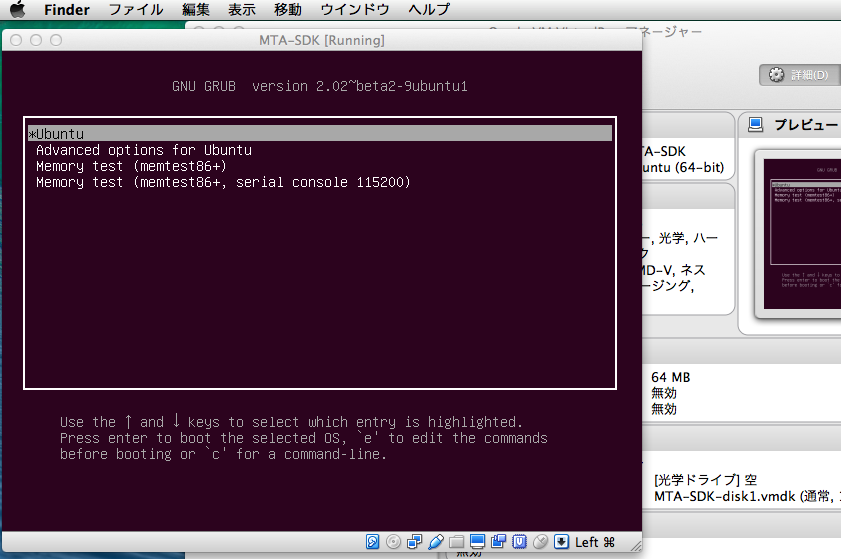 Finder ファイル 編集 表示 移動 ウインドウ ヘルプ
MTA-SDK [Running]
マネージャー
詳細(D)
GNU GRUB version 2.02~beta2-9ubuntu1
*Ubuntu
Advanced options for Ubuntu
Memory test (memtest86+)
Memory test (memtest86+, serial console 115200)
Use the ↑ and ↓ keys to select which entry is highlighted.
Press enter to boot the selected OS, `e' to edit the commands
before booting or `c' for a command-line.
プレビュー
TA-SDK
untu (64-bit)
ー, 光学, ハー
ク
MD-V, ネス
ージング,
64 MB
無効
無効
[光学ドライブ] 空
MTA-SDK-disk1.vmdk (通常,
無効
Left ⌘